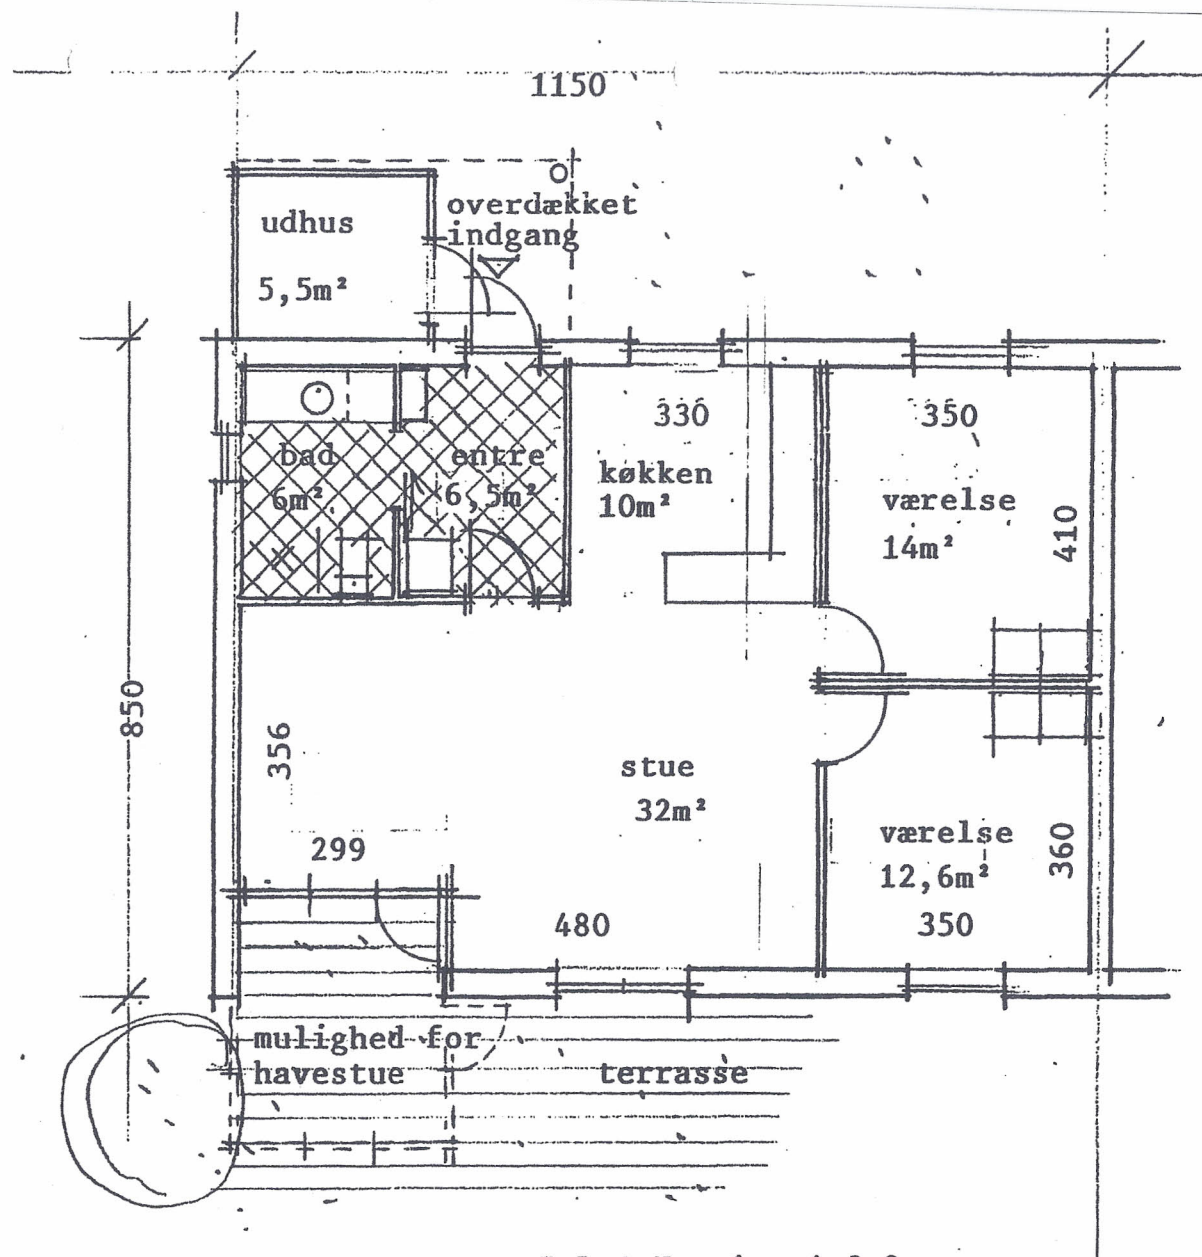 1150
udhus
5,5m²
overdækket
indgang
330
350
bad
6m²
entre
6,5m²
køkken
10m²
værelse
14m²
410
850
356
stue
32m²
299
480
værelse
12,6m²
360
350
mulighed for
havestue
terrasse